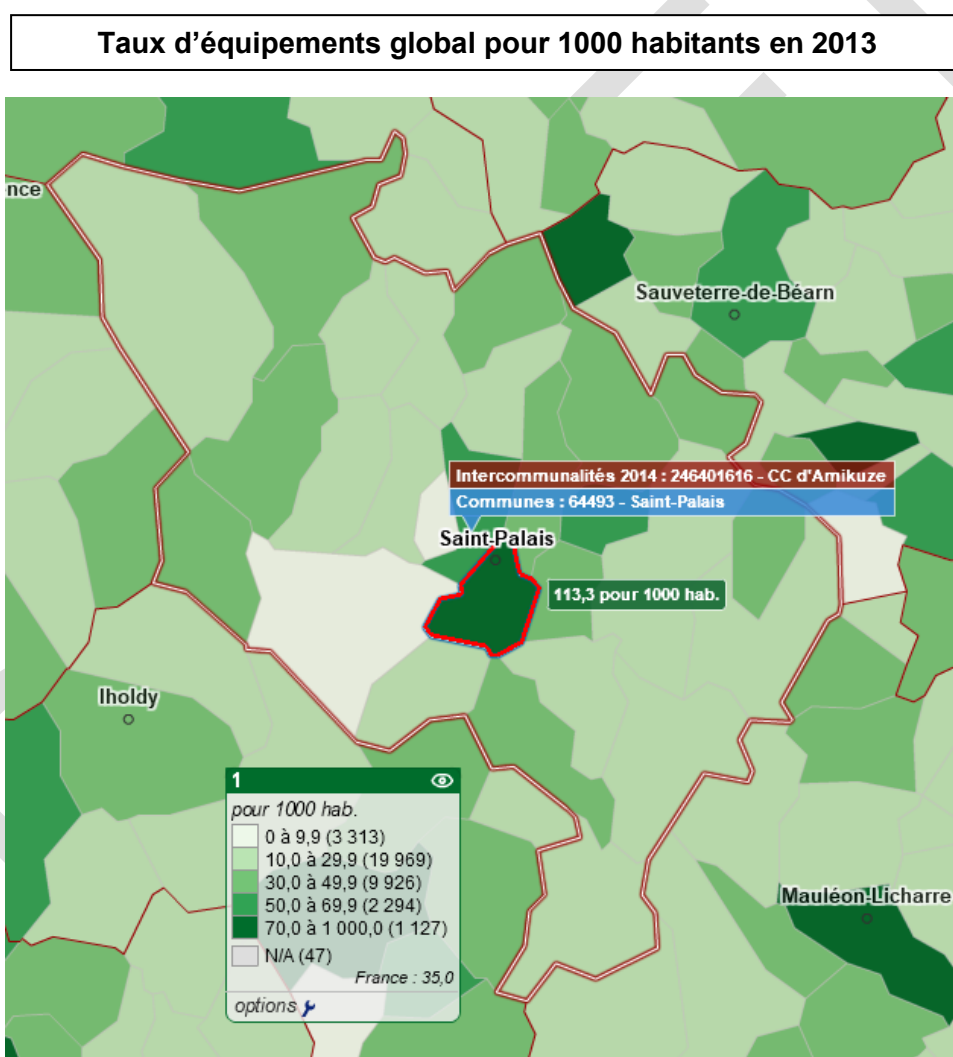 Taux d'équipements global pour 1000 habitants en 2013
nce
Sauveterre-de-Béarn
Intercommunalités 2014 : 246401616 - CC d'Amikuze
Communes : 64493 - Saint-Palais
Saint-Palais
113,3 pour 1000 hab.
Iholdy
1
pour 1000 hab.
0 à 9,9 (3 313)
10,0 à 29,9 (19 969)
30,0 à 49,9 (9 926)
50,0 à 69,9 (2 294)
70,0 à 1 000,0 (1 127)
N/A (47)
France : 35,0
options
Mauléon-Licharre